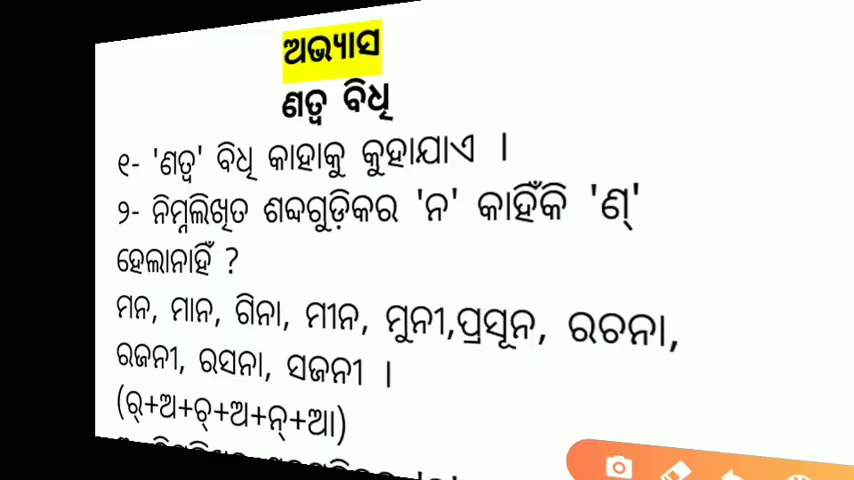 ଅଭ୍ୟାସ
ଣତ୍ୱ ବିଧି
୧- 'ଣତ୍ୱ' ବିଧି କାହାକୁ କୁହାଯାଏ ।
୨- ନିମ୍ନଲିଖିତ ଶବ୍ଦଗୁଡ଼ିକର 'ନ' କାହିଁକି 'ଣ୍'
ହେଲାନାହିଁ ?
ମନ, ମାନ, ଗିନା, ମୀନ, ମୁନୀ,ପ୍ରସୂନ, ରଚନା,
ରଜନୀ, ରସନା, ସଜନୀ ।
(ର୍+ଅ+ଚ୍+ଅ+ନ୍+ଆ)